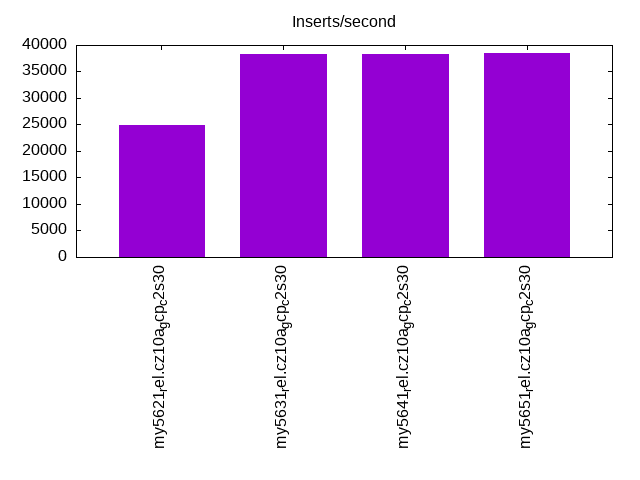 Inserts/second
40000
35000
30000
25000
20000
15000
10000
5000
0
my5621rel.cz10agcpc2s30
my5631rel.cz10agcpc2s30
my5641rel.cz10agcpc2s30
my5651rel.cz10agcpc2s30